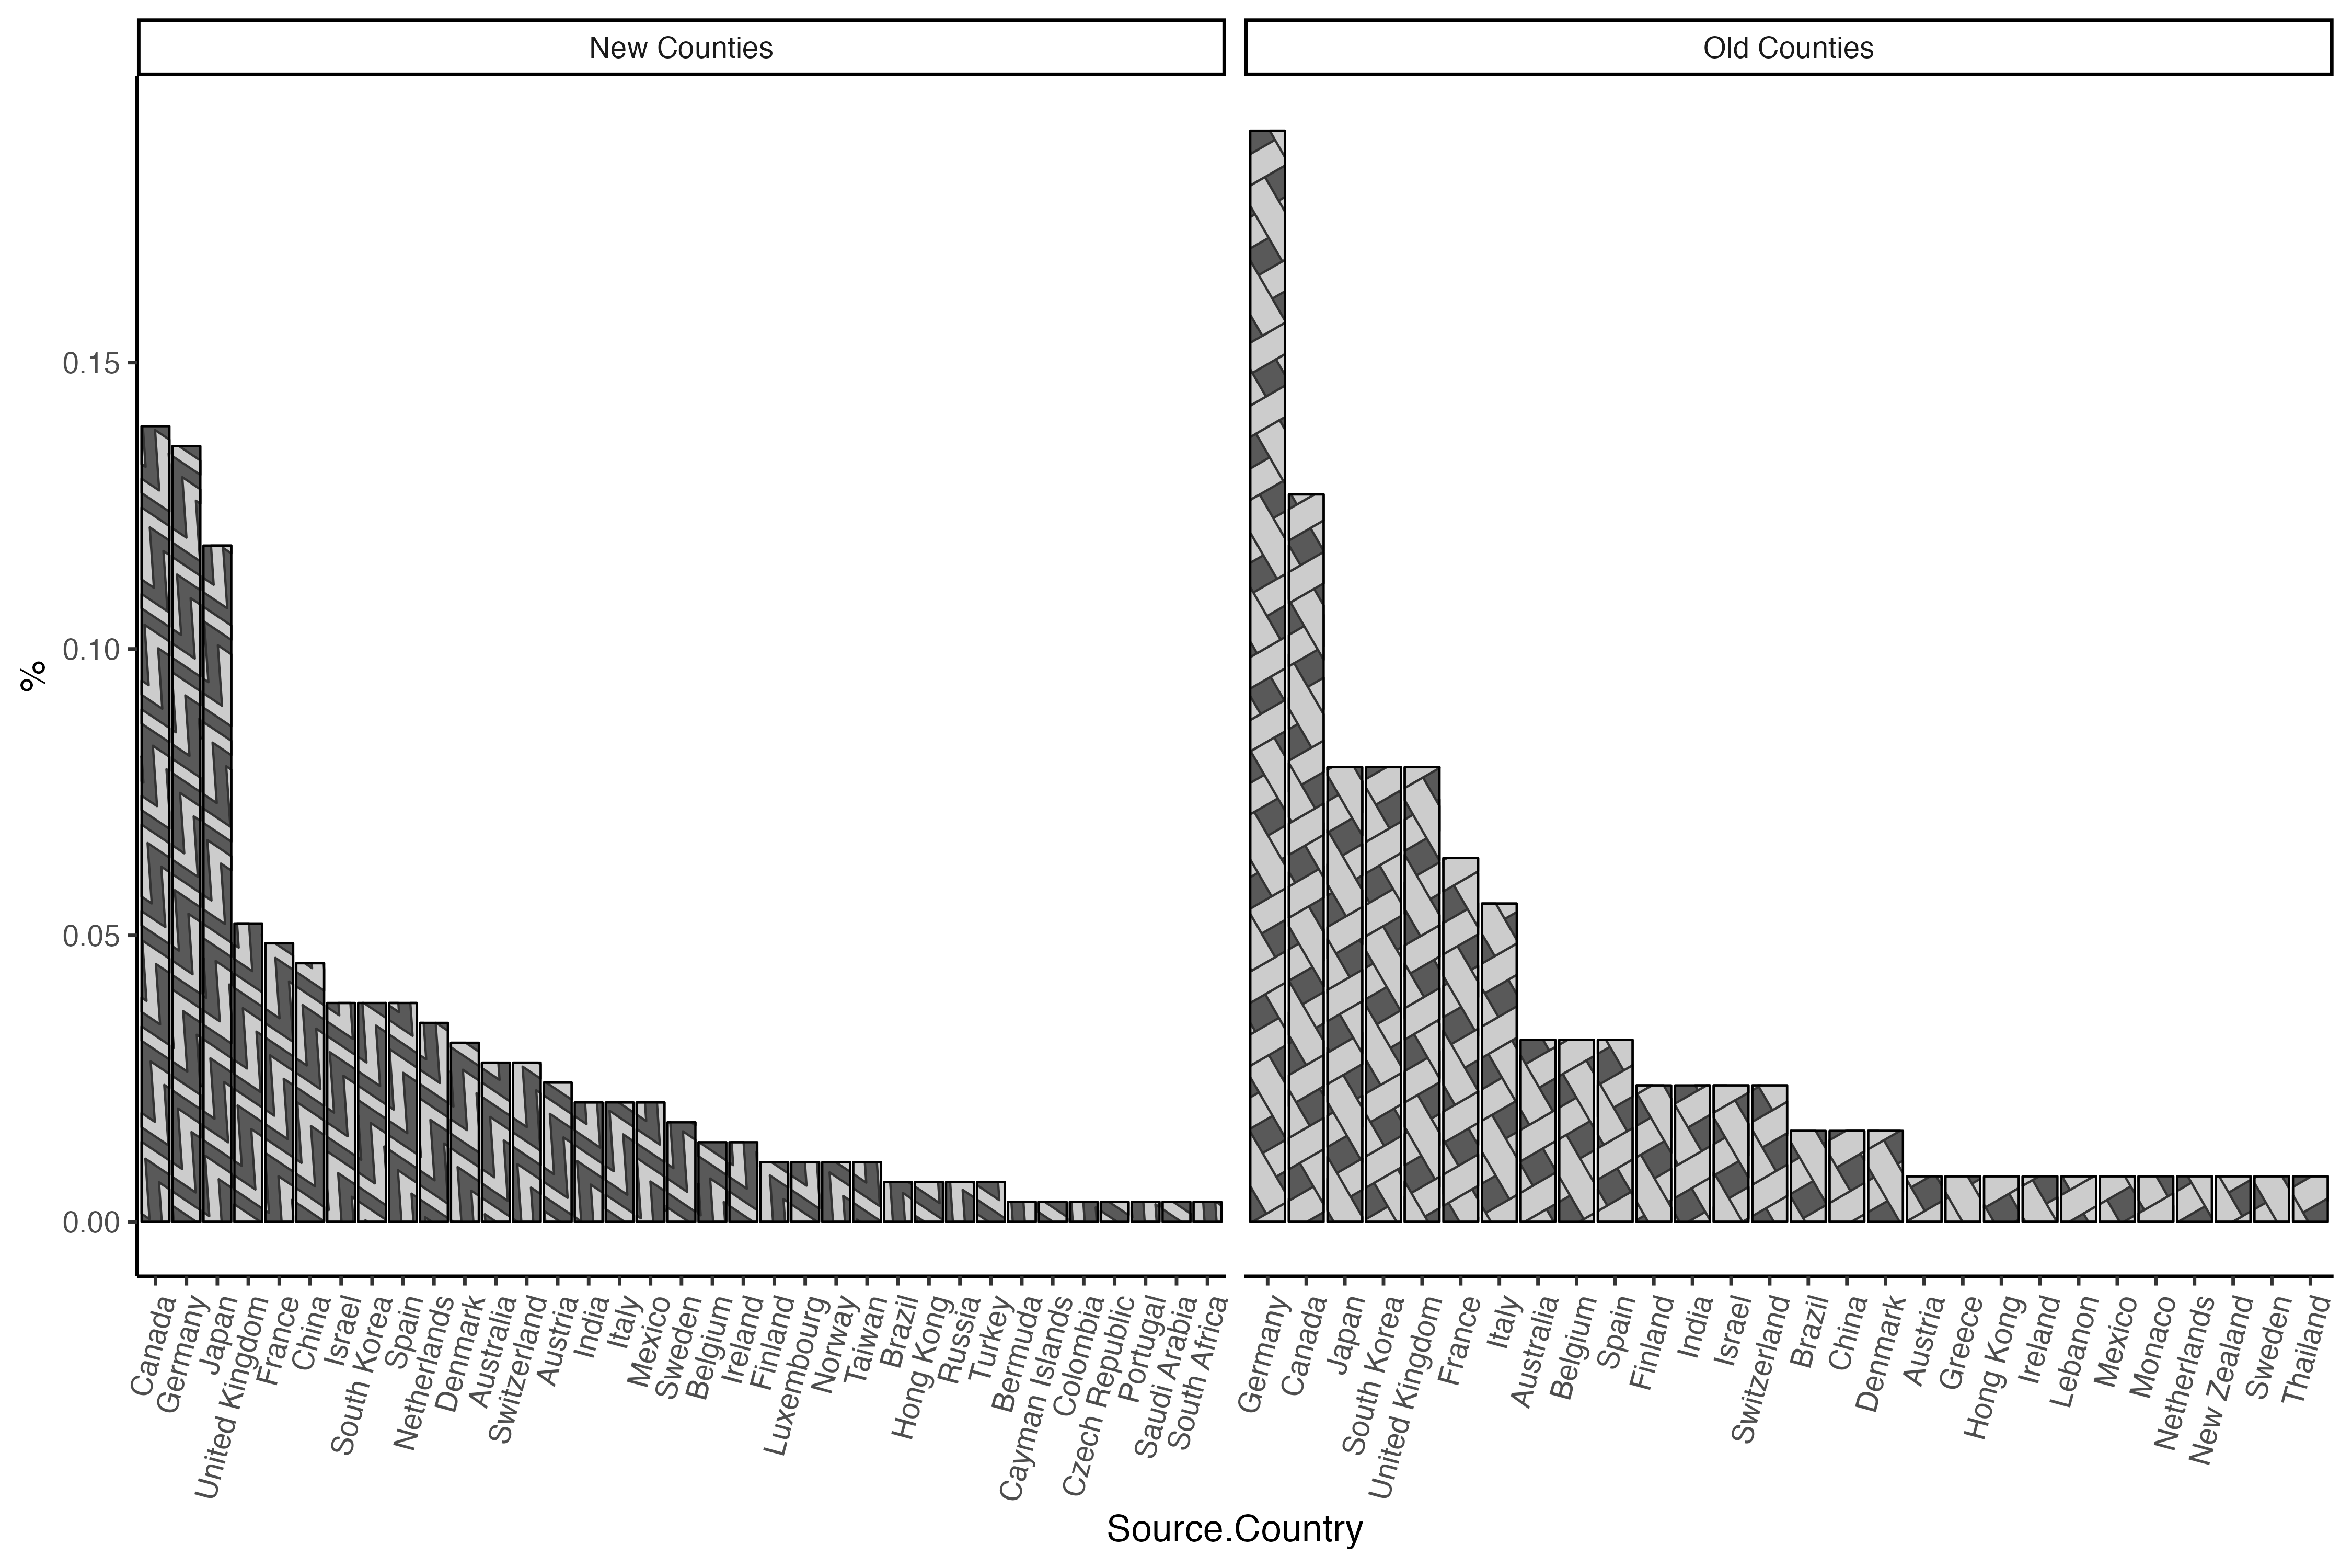 New Counties
Old Counties
%
0.15
0.10
0.05
0.00
Canada
Germany
Japan
United Kingdom
France
China
Israel
South Korea
Spain
Netherlands
Denmark
Australia
Switzerland
Austria
India
Italy
Mexico
Sweden
Belgium
Ireland
Finland
Luxembourg
Norway
Taiwan
Brazil
Hong Kong
Russia
Turkey
Bermuda
Cayman Islands
Colombia
Czech Republic
Portugal
Saudi Arabia
South Africa
Germany
Canada
Japan
South Korea
United Kingdom
France
Italy
Australia
Belgium
Spain
Finland
India
Israel
Switzerland
Brazil
China
Denmark
Austria
Greece
Hong Kong
Ireland
Lebanon
Mexico
Monaco
Netherlands
New Zealand
Sweden
Thailand
Source.Country